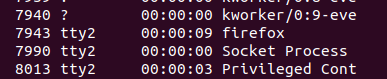 7940 ?        00:00:00 kworker/0:9-eve
7943 tty2     00:00:09 firefox
7990 tty2     00:00:00 Socket Process
8013 tty2     00:00:03 Privileged Cont